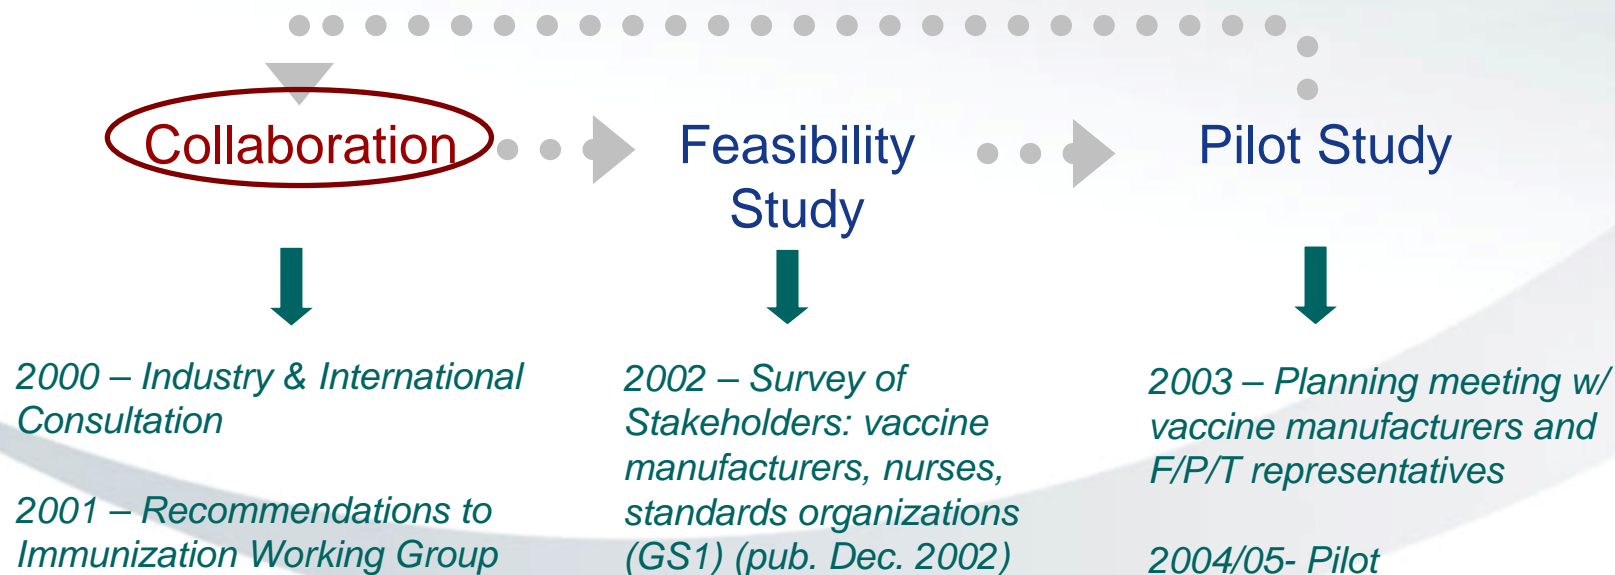 Collaboration
Feasibility
Study
Pilot Study
2000 – Industry & International
Consultation
2001 – Recommendations to
Immunization Working Group
2002 – Survey of
Stakeholders: vaccine
manufacturers, nurses,
standards organizations
(GS1) (pub. Dec. 2002)
2003 – Planning meeting w/
vaccine manufacturers and
F/P/T representatives
2004/05- Pilot